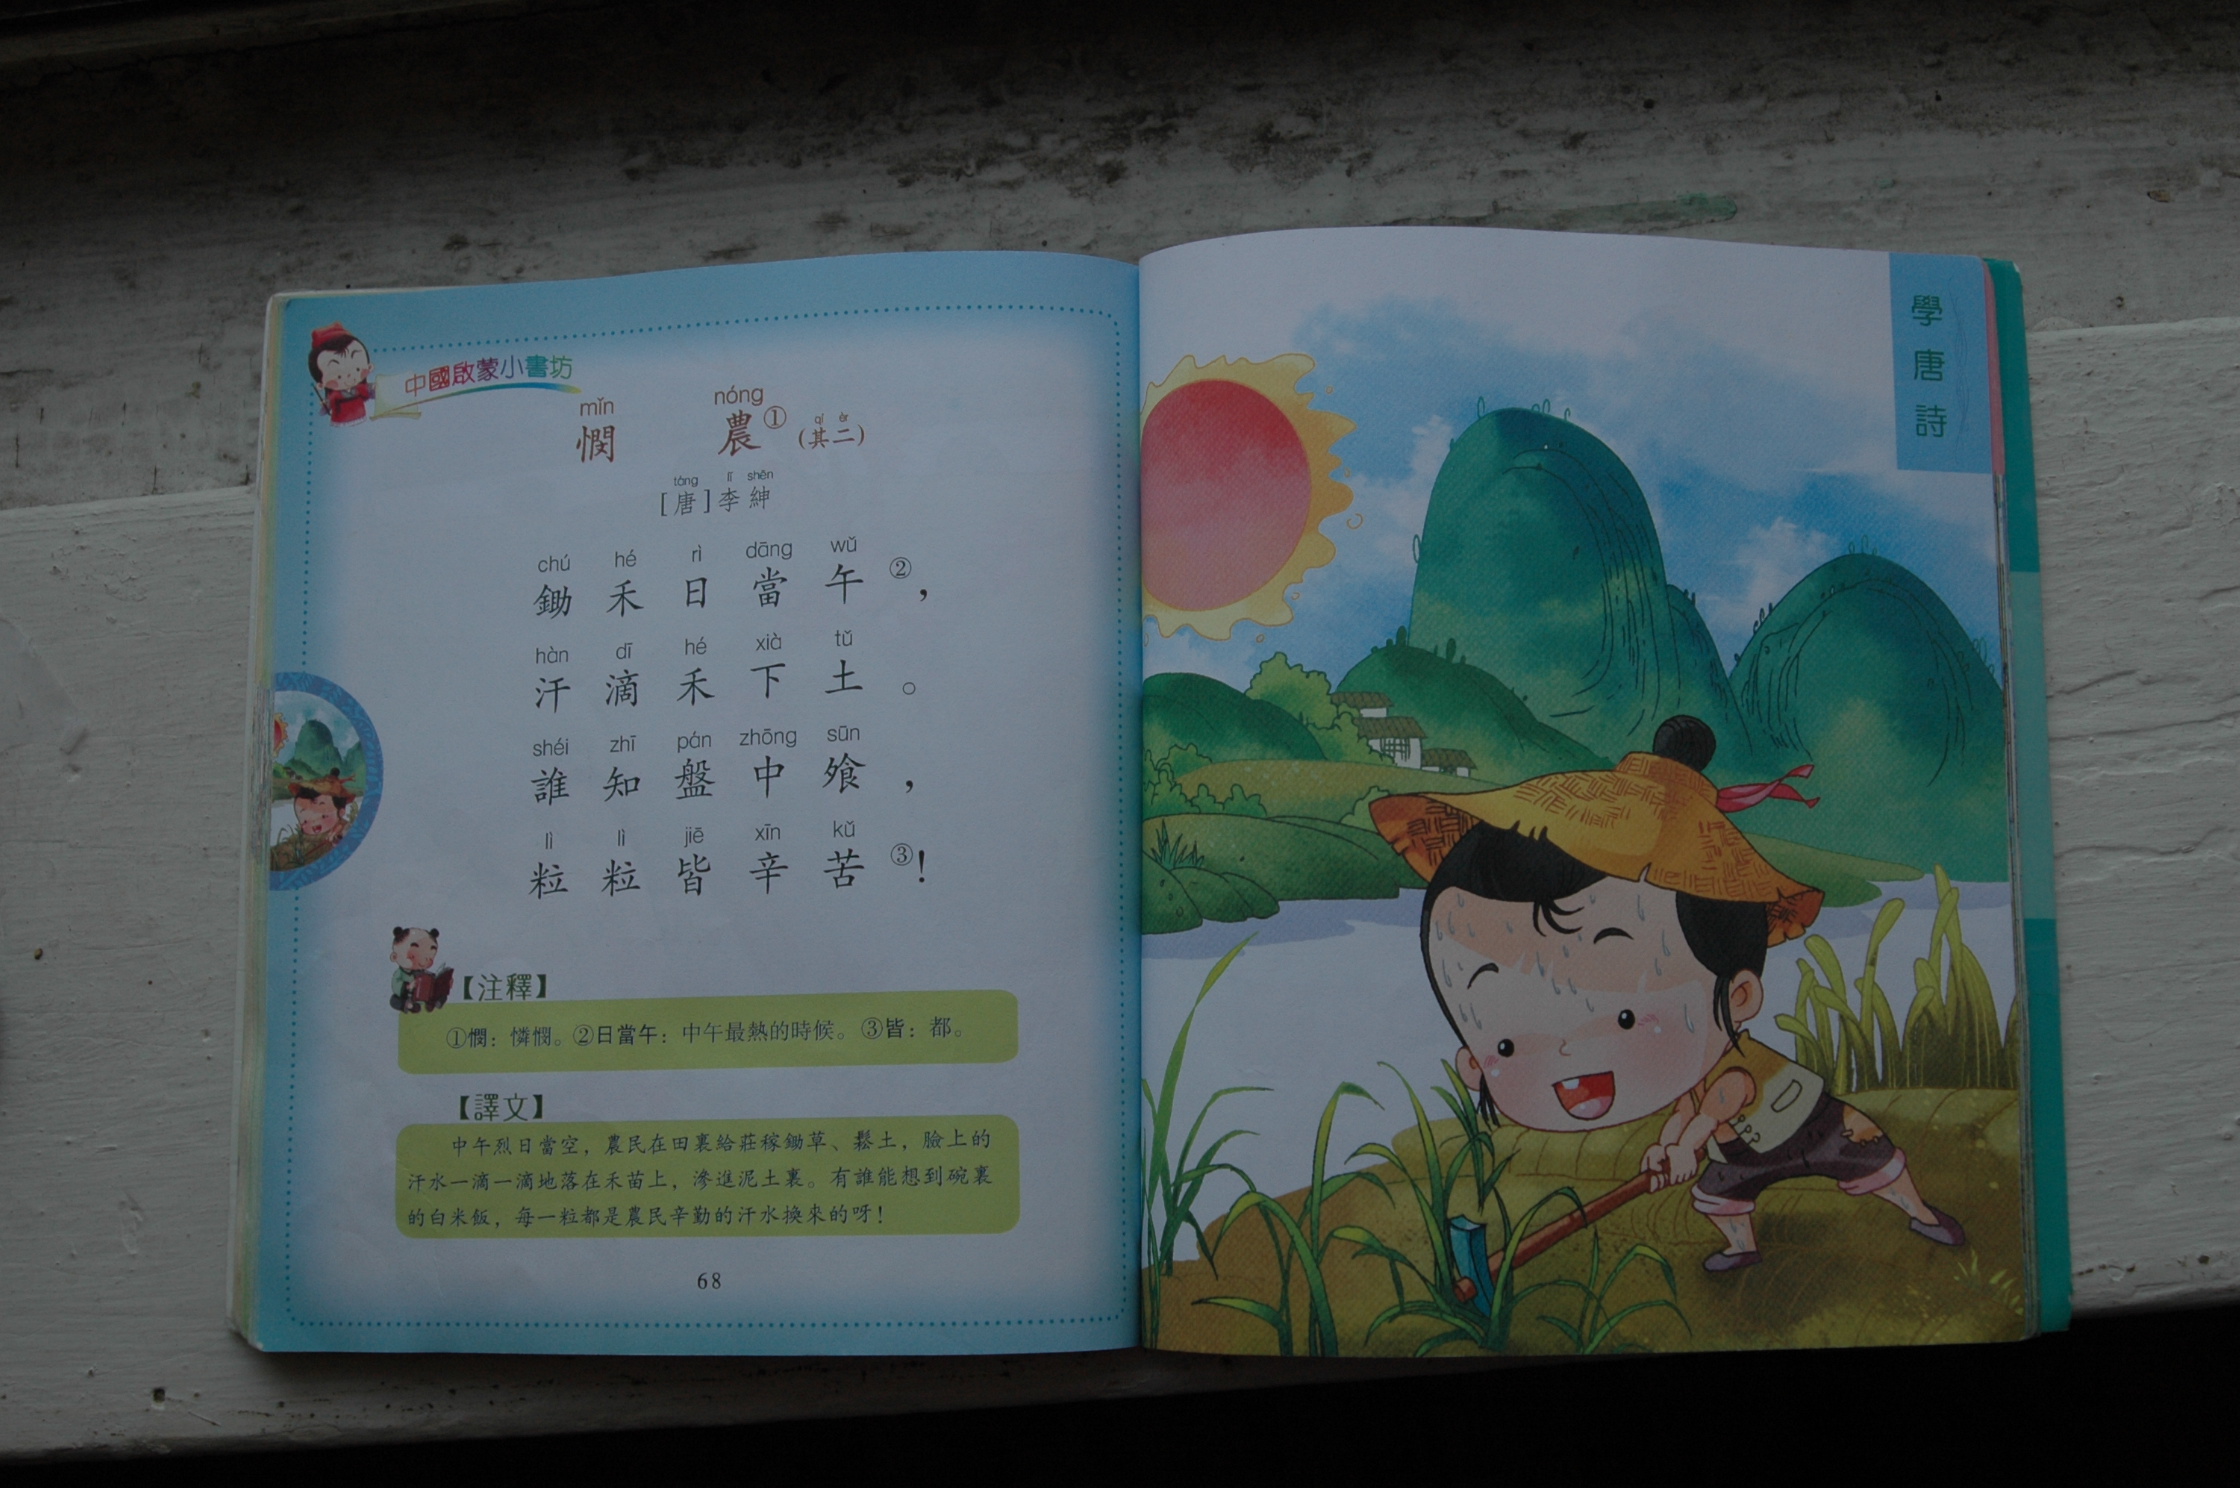 中國啟蒙小書坊
mǐn nóng
憫 農① (其二)
qí èr
táng lǐ shēn
[唐]李紳
chú hé rì dāng wǔ
鋤禾日當午②，
hàn dī hé xià tǔ
汗滴禾下土。
shéi zhī pán zhōng sūn
誰知盤中飧，
lì lì jiē xīn kǔ
粒粒皆辛苦③！
【注釋】
①憫：憐憫。②日當午：中午最熱的時候。③皆：都。
【譯文】
中午烈日當空，農民在田裏給莊稼鋤草、鬆土，臉上的
汗水一滴一滴地落在禾苗上，滲進泥土裏。有誰能想到碗裏
的白米飯，每一粒都是農民辛勤的汗水換來的呀！
68
學唐詩